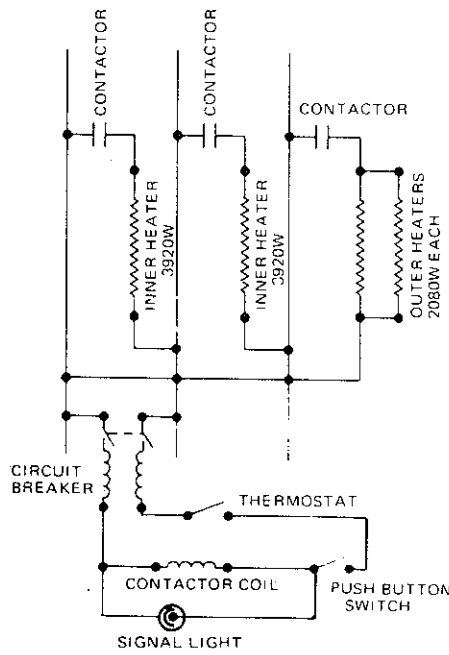 CONTACTOR
CONTACTOR
CONTACTOR
INNER HEATER
3920W
INNER HEATER
3920W
OUTER HEATERS
2080W EACH
CIRCUIT
BREAKER
THERMOSTAT
CONTACTOR COIL
PUSH BUTTON
SWITCH
SIGNAL LIGHT